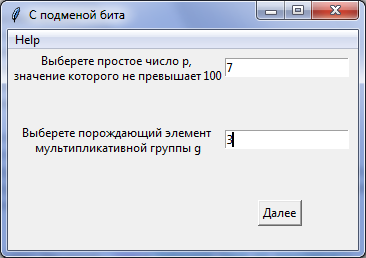 С подменой бита
Help
Выберете простое число p,
значение которого не превышает 100
7
Выберете порождающий элемент
мультипликативной группы g
3
Далее